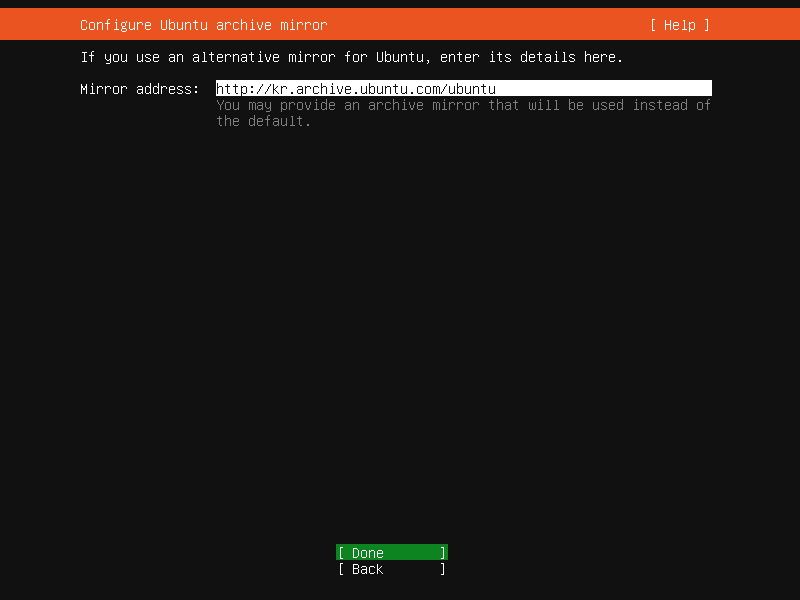 Configure Ubuntu archive mirror [ Help ]
If you use an alternative mirror for Ubuntu, enter its details here.
Mirror address: http://kr.archive.ubuntu.com/ubuntu
You may provide an archive mirror that will be used instead of
the default.
[ Done ]
[ Back ]